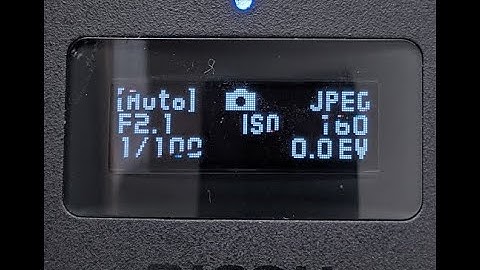 [Auto] JPEG
F2.1 ISO 160
1/100 0.0EV